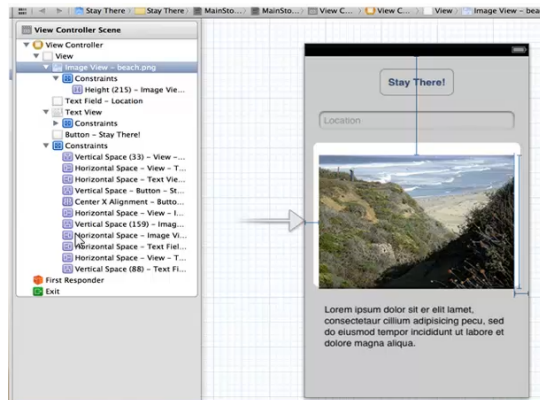 Stay There › Stay There › MainSto... › MainSto... › View C... › View C... › View › Image View – bea
View Controller Scene
View Controller
View
Image View – beach.png
Constraints
Height (215) – Image Vie...
Text Field – Location
Text View
Constraints
Button – Stay There!
Constraints
Vertical Space (33) – View –...
Horizontal Space – View – T...
Horizontal Space – Text Vie...
Vertical Space – Button – St...
Center X Alignment – Butto...
Horizontal Space – View – I...
Vertical Space (159) – Imag...
Horizontal Space – Image Vi...
Horizontal Space – Text Fiel...
Horizontal Space – View – T...
Vertical Space (88) – Text Fi...
First Responder
Exit
Stay There!
Location
Lorem ipsum dolor sit er elit lamet,
consectetaur cillium adipisicing pecu, sed
do eiusmod tempor incididunt ut labore et
dolore magna aliqua.